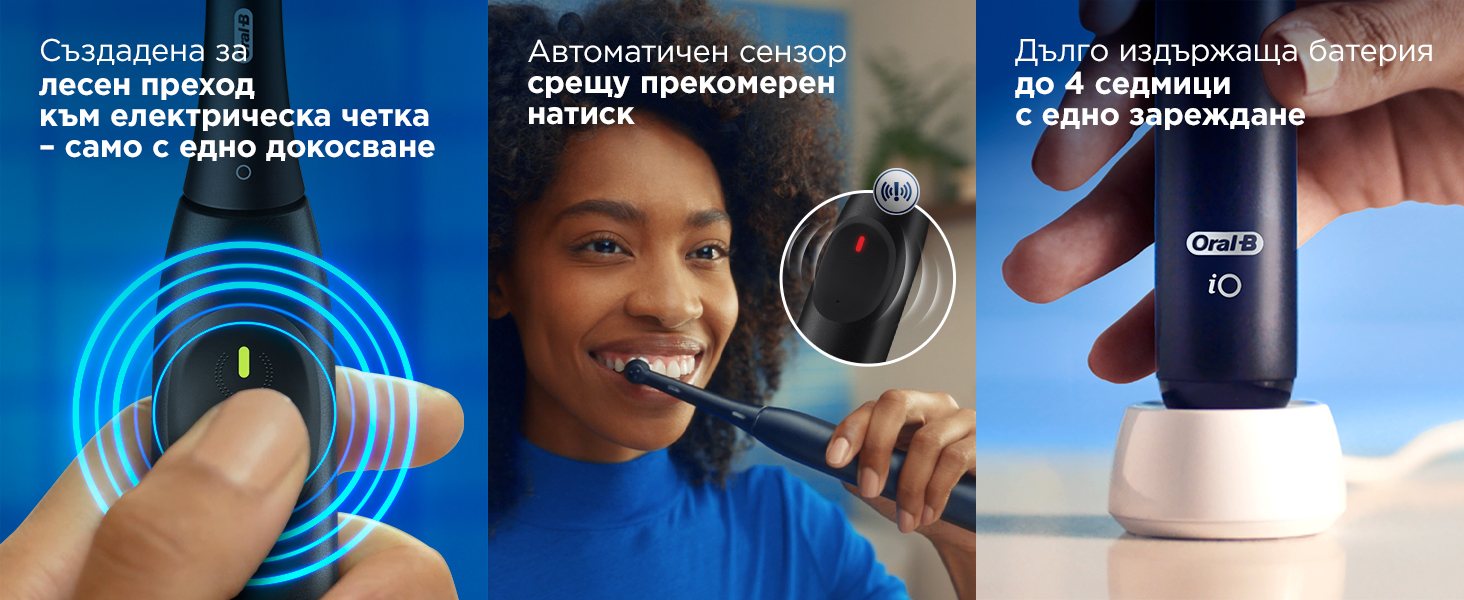 Създадена за
лесен преход
към електрическа четка
– само с едно докосване
Oral-B
Автоматичен сензор
срещу прекомерен
натиск
Дълго издържаща батерия
до 4 седмици
с едно зареждане
Oral-B
iO